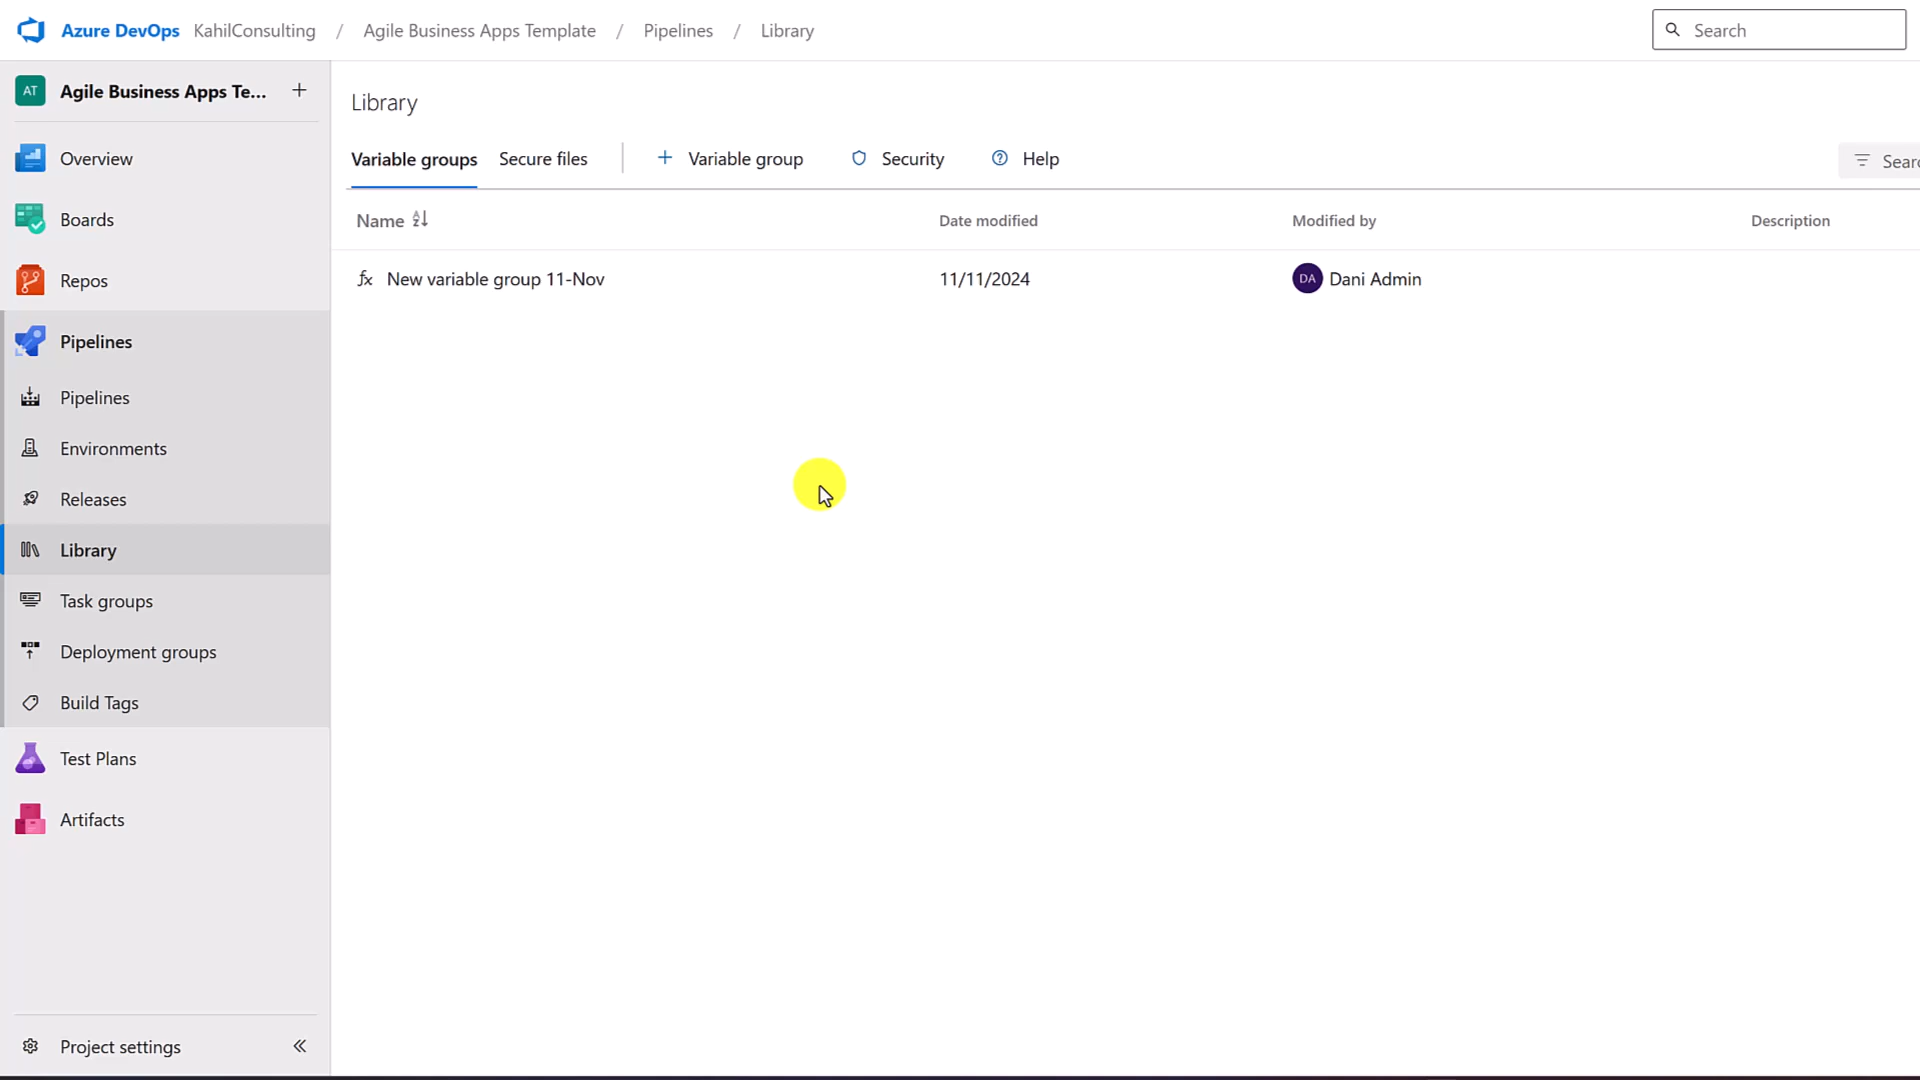 Azure DevOps KahilConsulting / Agile Business Apps Template / Pipelines / Library
Search
AT Agile Business Apps Te... +
Overview
Boards
Repos
Pipelines
Pipelines
Environments
Releases
Library
Task groups
Deployment groups
Build Tags
Test Plans
Artifacts
Project settings
Library
Variable groups Secure files + Variable group Security Help
Sear
Name Date modified Modified by Description
fx New variable group 11-Nov 11/11/2024 DA Dani Admin